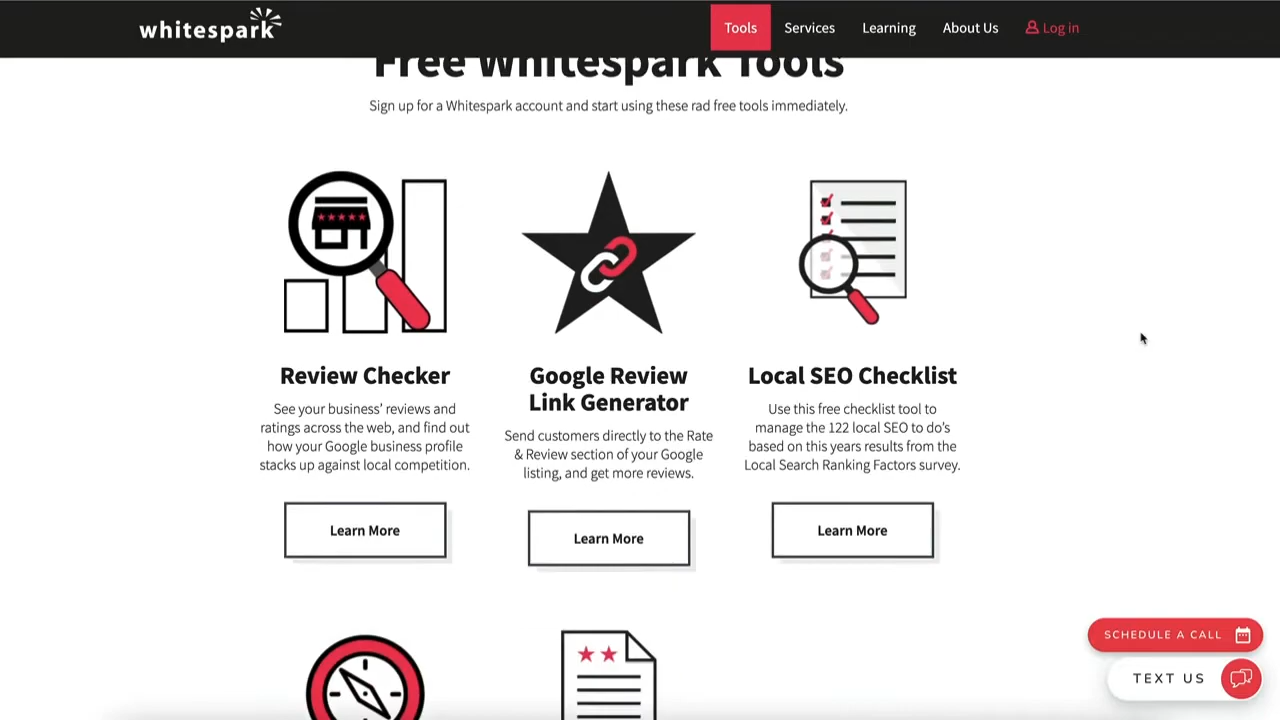 whitespark
Tools
Services
Learning
About Us
Log in
Free Whitespark Tools
Sign up for a Whitespark account and start using these rad free tools immediately.
Review Checker
See your business’ reviews and
ratings across the web, and find out
how your Google business profile
stacks up against local competition.
Learn More
Google Review
Link Generator
Send customers directly to the Rate
& Review section of your Google
listing, and get more reviews.
Learn More
Local SEO Checklist
Use this free checklist tool to
manage the 122 local SEO to do’s
based on this years results from the
Local Search Ranking Factors survey.
Learn More
SCHEDULE A CALL
TEXT US